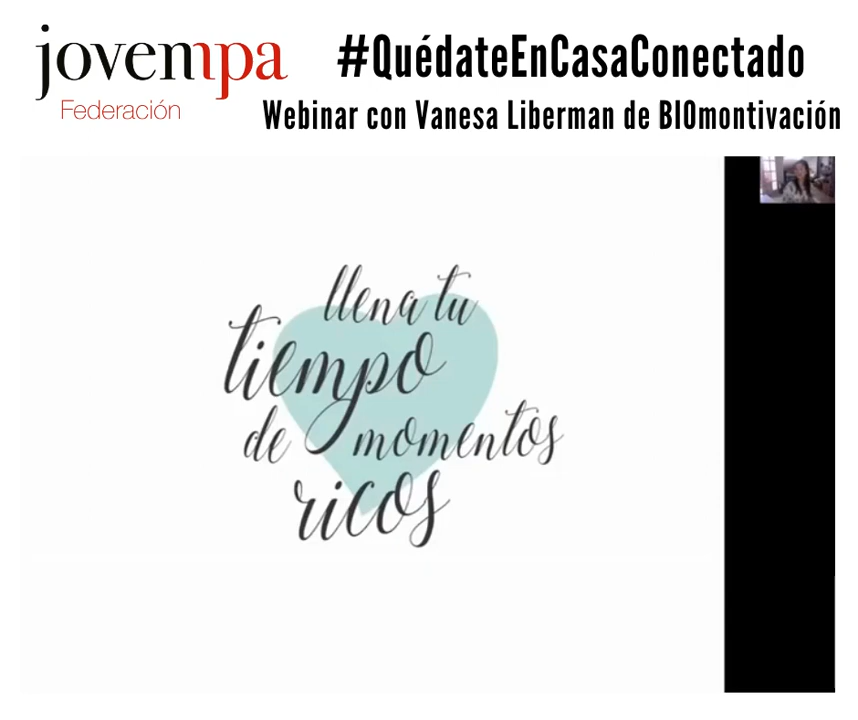 jovempa
Federación
#QuédateEnCasaConectado
Webinar con Vanesa Liberman de BIOmontivación
llena tu
tiempo
de momentos
ricos